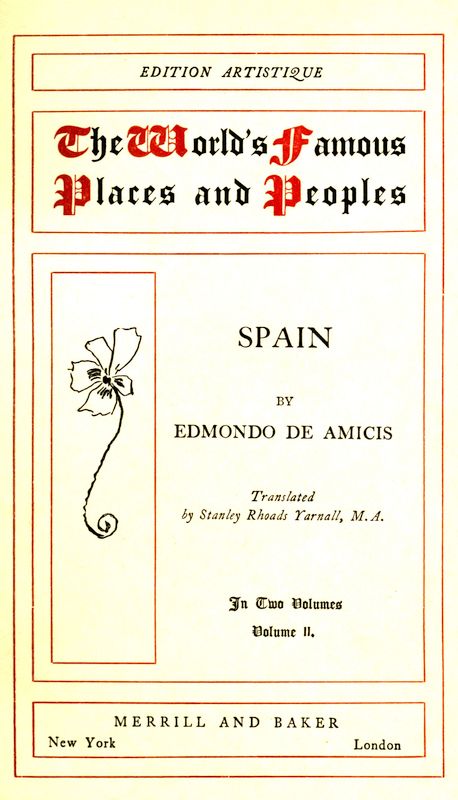 EDITION ARTISTIQUE
The World's Famous
Places and Peoples
SPAIN
BY
EDMONDO DE AMICIS
Translated
by Stanley Rhoads Yarnall, M.A.
In Two Volumes
Volume II.
MERRILL AND BAKER
New York London